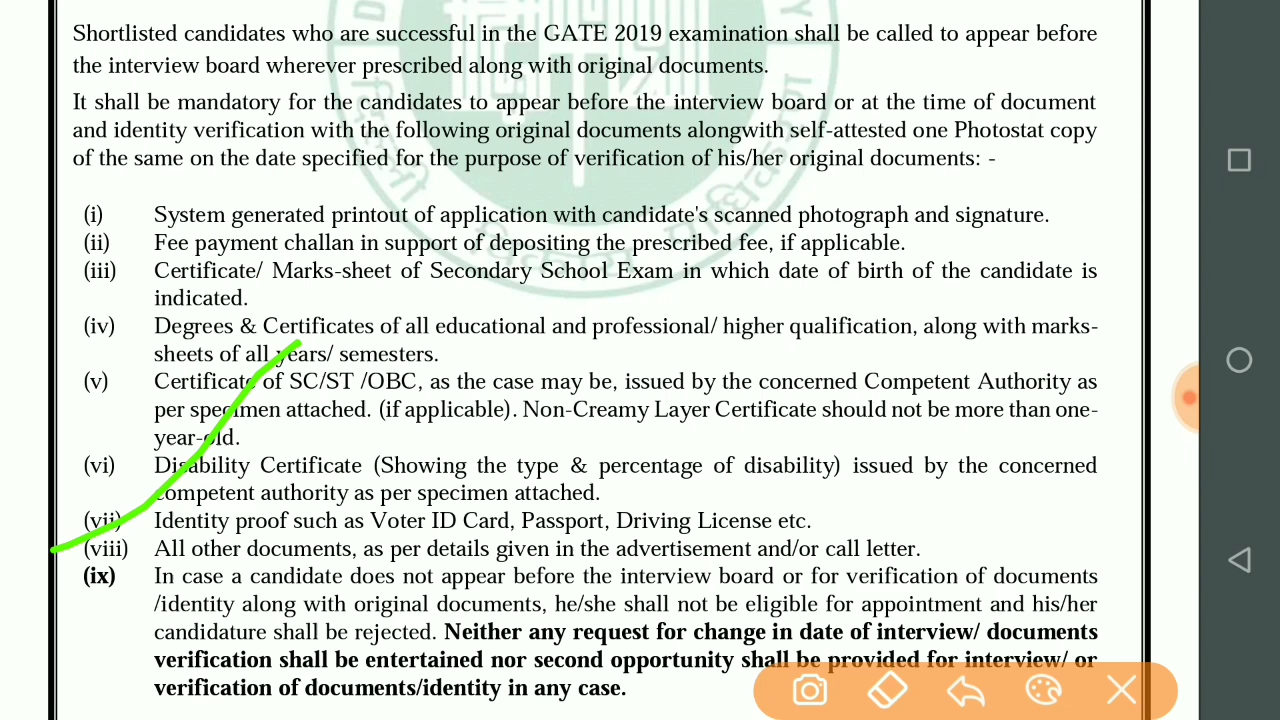 Shortlisted candidates who are successful in the GATE 2019 examination shall be called to appear before
the interview board wherever prescribed along with original documents.
It shall be mandatory for the candidates to appear before the interview board or at the time of document
and identity verification with the following original documents alongwith self-attested one Photostat copy
of the same on the date specified for the purpose of verification of his/her original documents: -
(i) System generated printout of application with candidate's scanned photograph and signature.
(ii) Fee payment challan in support of depositing the prescribed fee, if applicable.
(iii) Certificate/ Marks-sheet of Secondary School Exam in which date of birth of the candidate is
indicated.
(iv) Degrees & Certificates of all educational and professional/ higher qualification, along with marks-
sheets of all years/ semesters.
(v) Certificate of SC/ST /OBC, as the case may be, issued by the concerned Competent Authority as
per specimen attached. (if applicable). Non-Creamy Layer Certificate should not be more than one-
year-old.
(vi) Disability Certificate (Showing the type & percentage of disability) issued by the concerned
competent authority as per specimen attached.
(vii) Identity proof such as Voter ID Card, Passport, Driving License etc.
(viii) All other documents, as per details given in the advertisement and/or call letter.
(ix) In case a candidate does not appear before the interview board or for verification of documents
/identity along with original documents, he/she shall not be eligible for appointment and his/her
candidature shall be rejected. Neither any request for change in date of interview/ documents
verification shall be entertained nor second opportunity shall be provided for interview/ or
verification of documents/identity in any case.